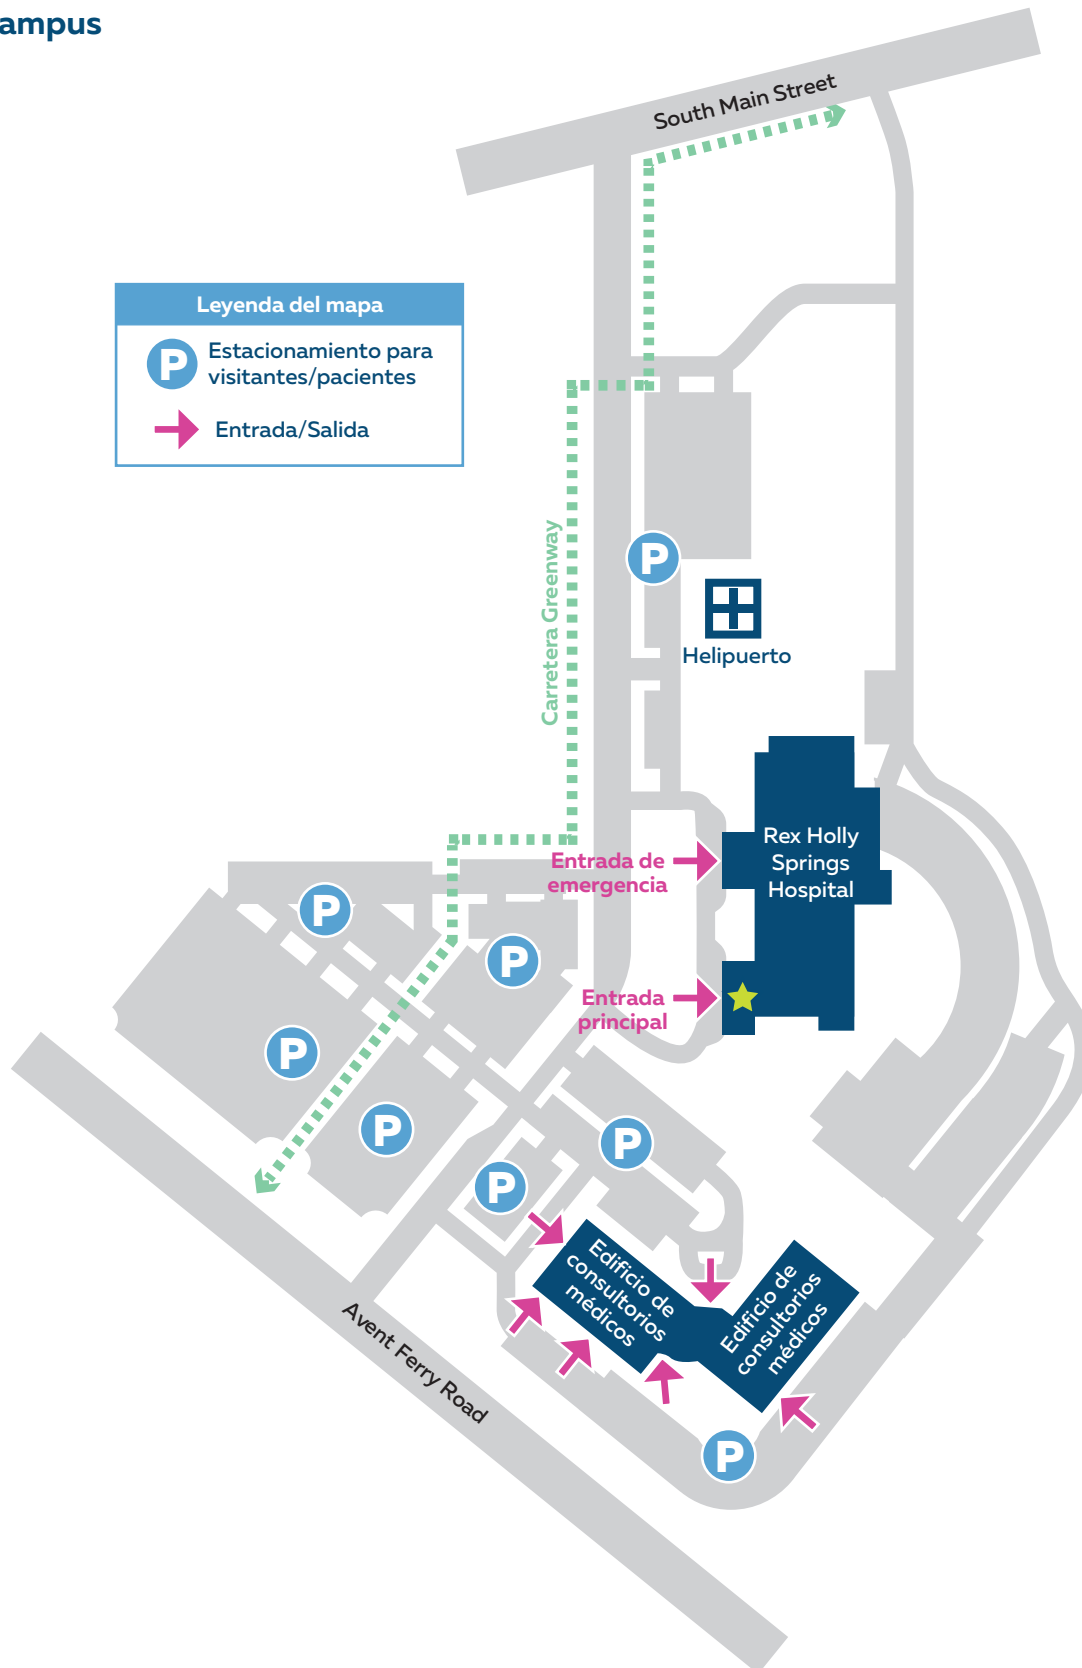 ampus
South Main Street
Leyenda del mapa
P
Estacionamiento para
visitantes/pacientes
Entrada/Salida
Carretera Greenway
P
Helipuerto
Rex Holly
Springs
Hospital
Entrada de
emergencia
P
P
Entrada
principal
P
P
P
P
Edificio de
consultorios
médicos
Edificio de
consultorios
médicos
Avent Ferry Road
P